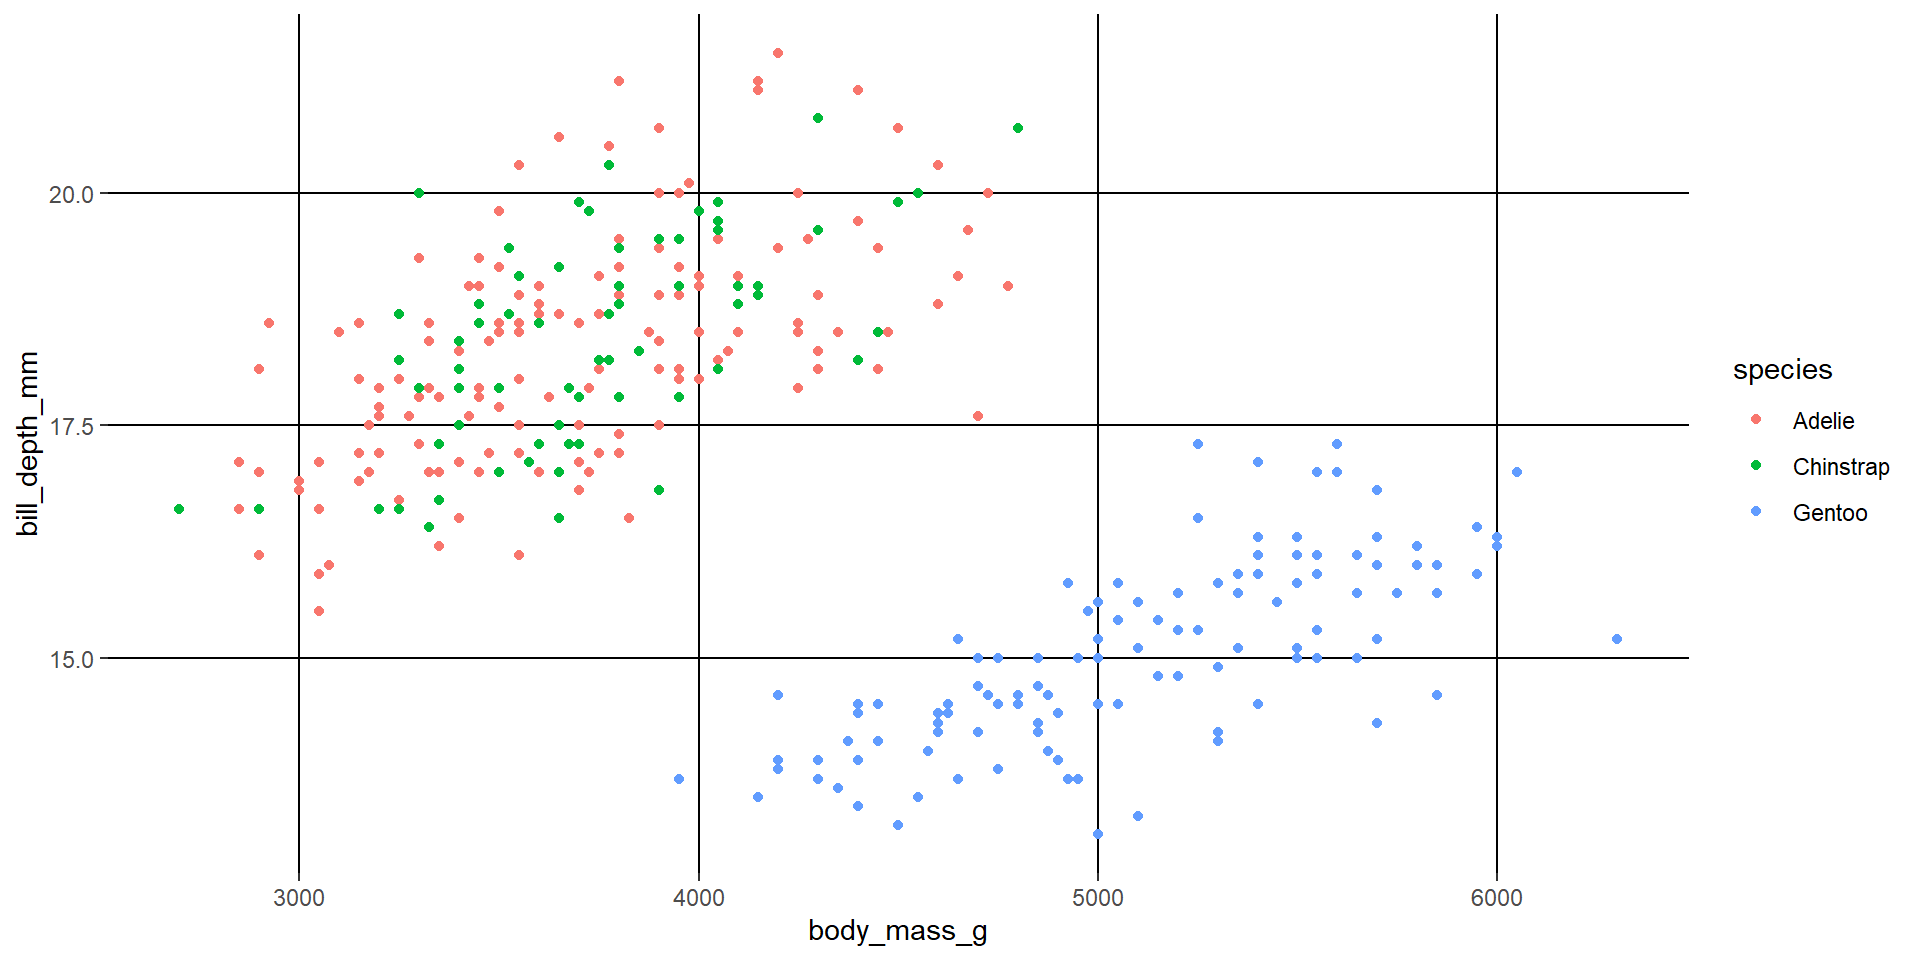 bill_depth_mm
20.0
17.5
15.0
3000 4000 5000 6000
body_mass_g
species
Adelie
Chinstrap
Gentoo